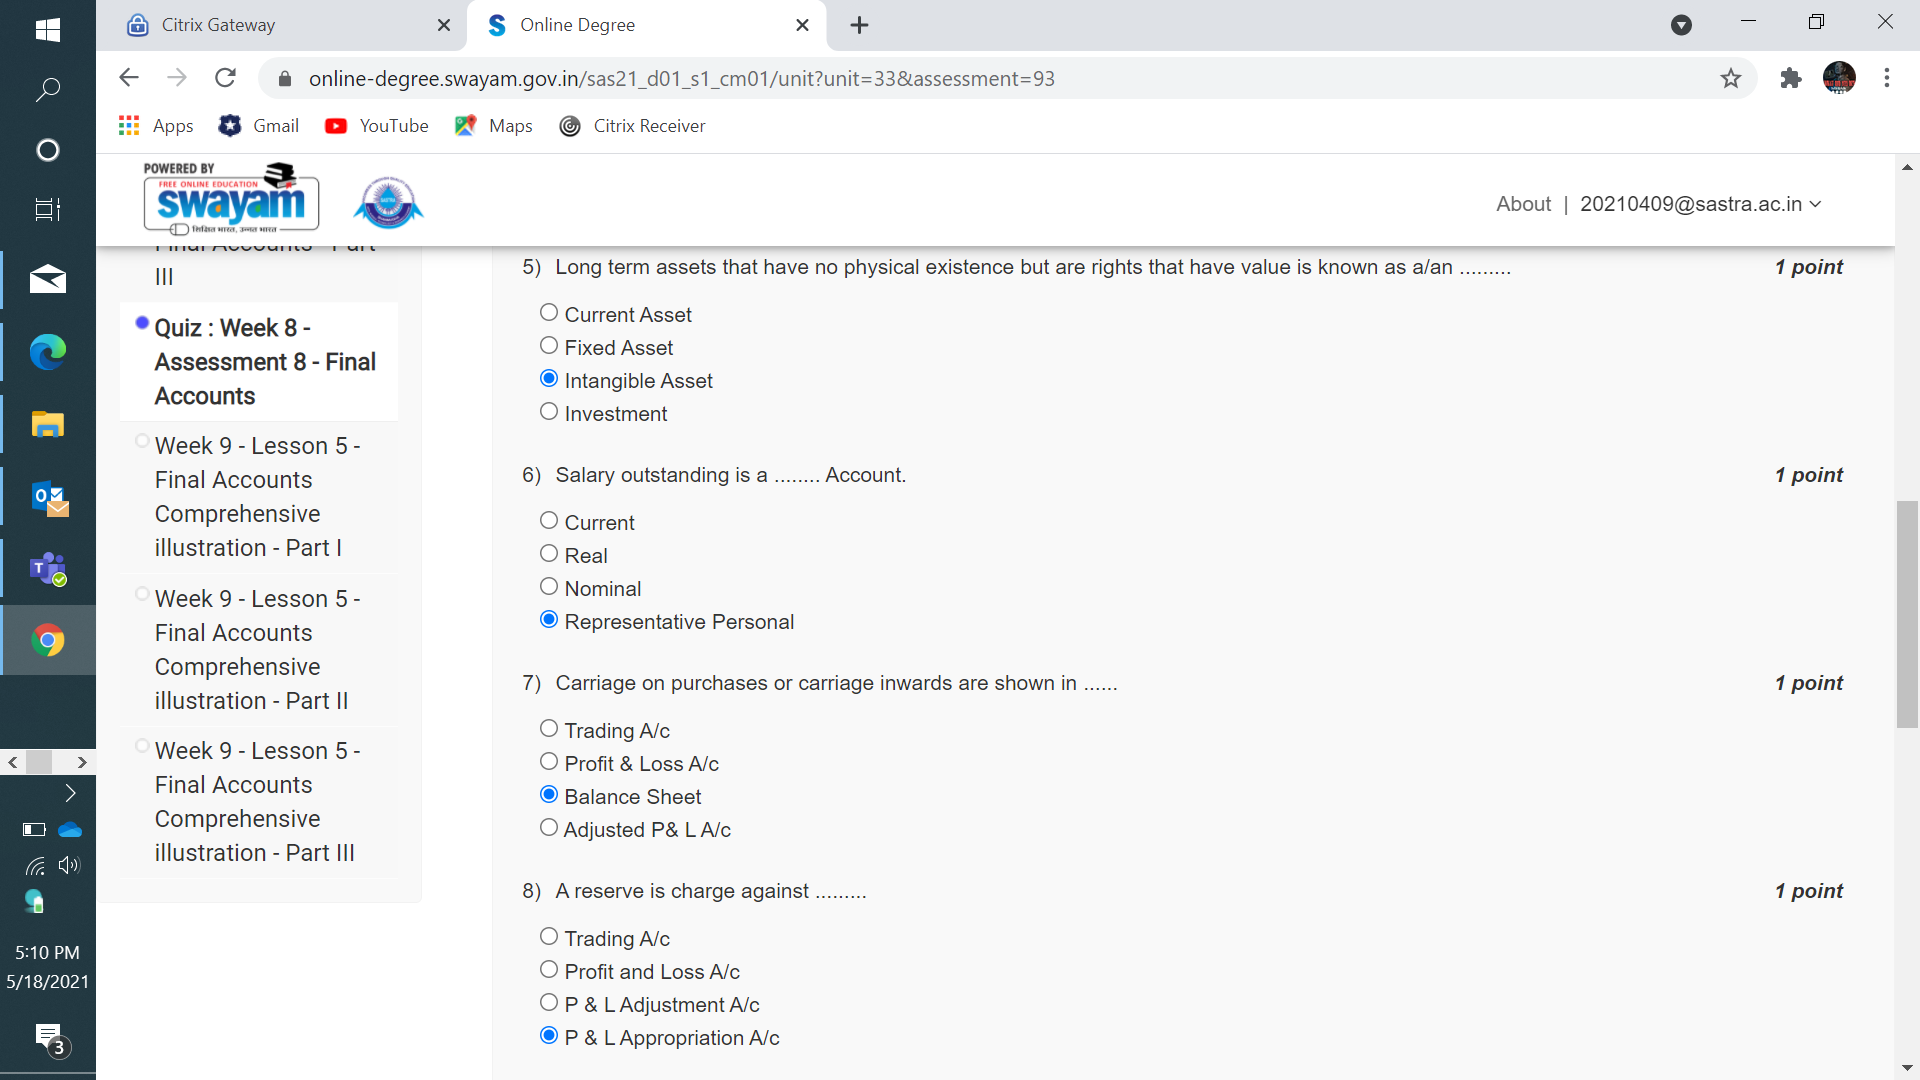 Citrix Gateway
Online Degree
online-degree.swayam.gov.in/sas21_d01_s1_cm01/unit?unit=33&assessment=93
Apps
Gmail
YouTube
Maps
Citrix Receiver
POWERED BY
FREE ONLINE EDUCATION
swayam
शिक्षित भारत, उन्नत भारत
About | 20210409@sastra.ac.in
Final Accounts - Part
III
Quiz : Week 8 -
Assessment 8 - Final
Accounts
Week 9 - Lesson 5 -
Final Accounts
Comprehensive
illustration - Part I
Week 9 - Lesson 5 -
Final Accounts
Comprehensive
illustration - Part II
Week 9 - Lesson 5 -
Final Accounts
Comprehensive
illustration - Part III
5) Long term assets that have no physical existence but are rights that have value is known as a/an ......... 1 point
Current Asset
Fixed Asset
Intangible Asset
Investment
6) Salary outstanding is a ........ Account. 1 point
Current
Real
Nominal
Representative Personal
7) Carriage on purchases or carriage inwards are shown in ...... 1 point
Trading A/c
Profit & Loss A/c
Balance Sheet
Adjusted P& L A/c
8) A reserve is charge against ......... 1 point
Trading A/c
Profit and Loss A/c
P & L Adjustment A/c
P & L Appropriation A/c
5:10 PM
5/18/2021
3